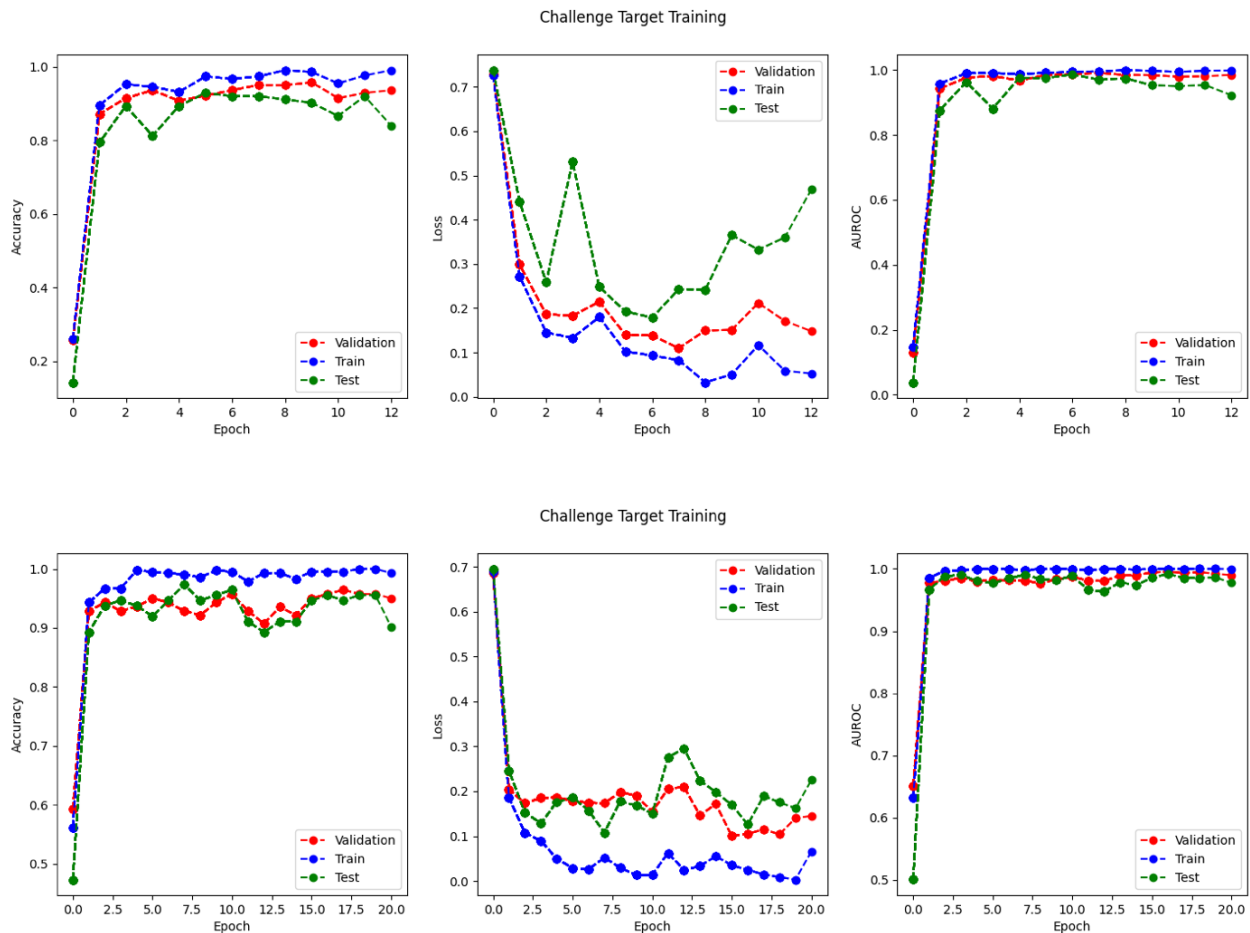 Challenge Target Training
Accuracy
1.0
0.8
0.6
0.4
0.2
0 2 4 6 8 10 12
Epoch
Validation
Train
Test
Loss
0.7
0.6
0.5
0.4
0.3
0.2
0.1
0.0
0 2 4 6 8 10 12
Epoch
Validation
Train
Test
AUROC
1.0
0.8
0.6
0.4
0.2
0.0
0 2 4 6 8 10 12
Epoch
Validation
Train
Test
Challenge Target Training
Accuracy
1.0
0.9
0.8
0.7
0.6
0.5
0.0 2.5 5.0 7.5 10.0 12.5 15.0 17.5 20.0
Epoch
Validation
Train
Test
Loss
0.7
0.6
0.5
0.4
0.3
0.2
0.1
0.0
0.0 2.5 5.0 7.5 10.0 12.5 15.0 17.5 20.0
Epoch
Validation
Train
Test
AUROC
1.0
0.9
0.8
0.7
0.6
0.5
0.0 2.5 5.0 7.5 10.0 12.5 15.0 17.5 20.0
Epoch
Validation
Train
Test